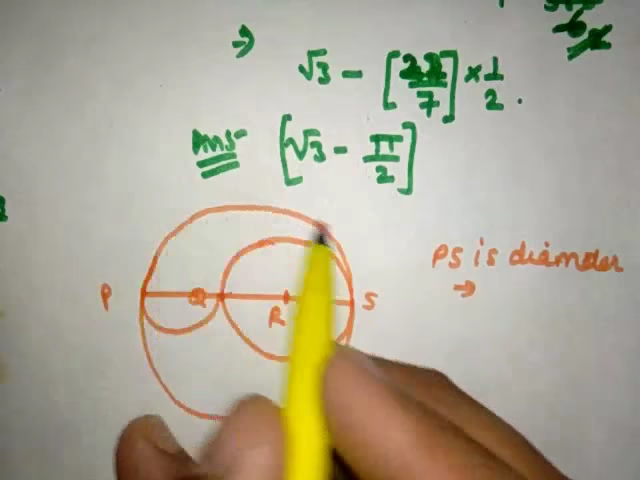 → √3 - [22/7] × 1/2.
Ans- [√3 - π/2]
PS is diameter
P Q R S
→